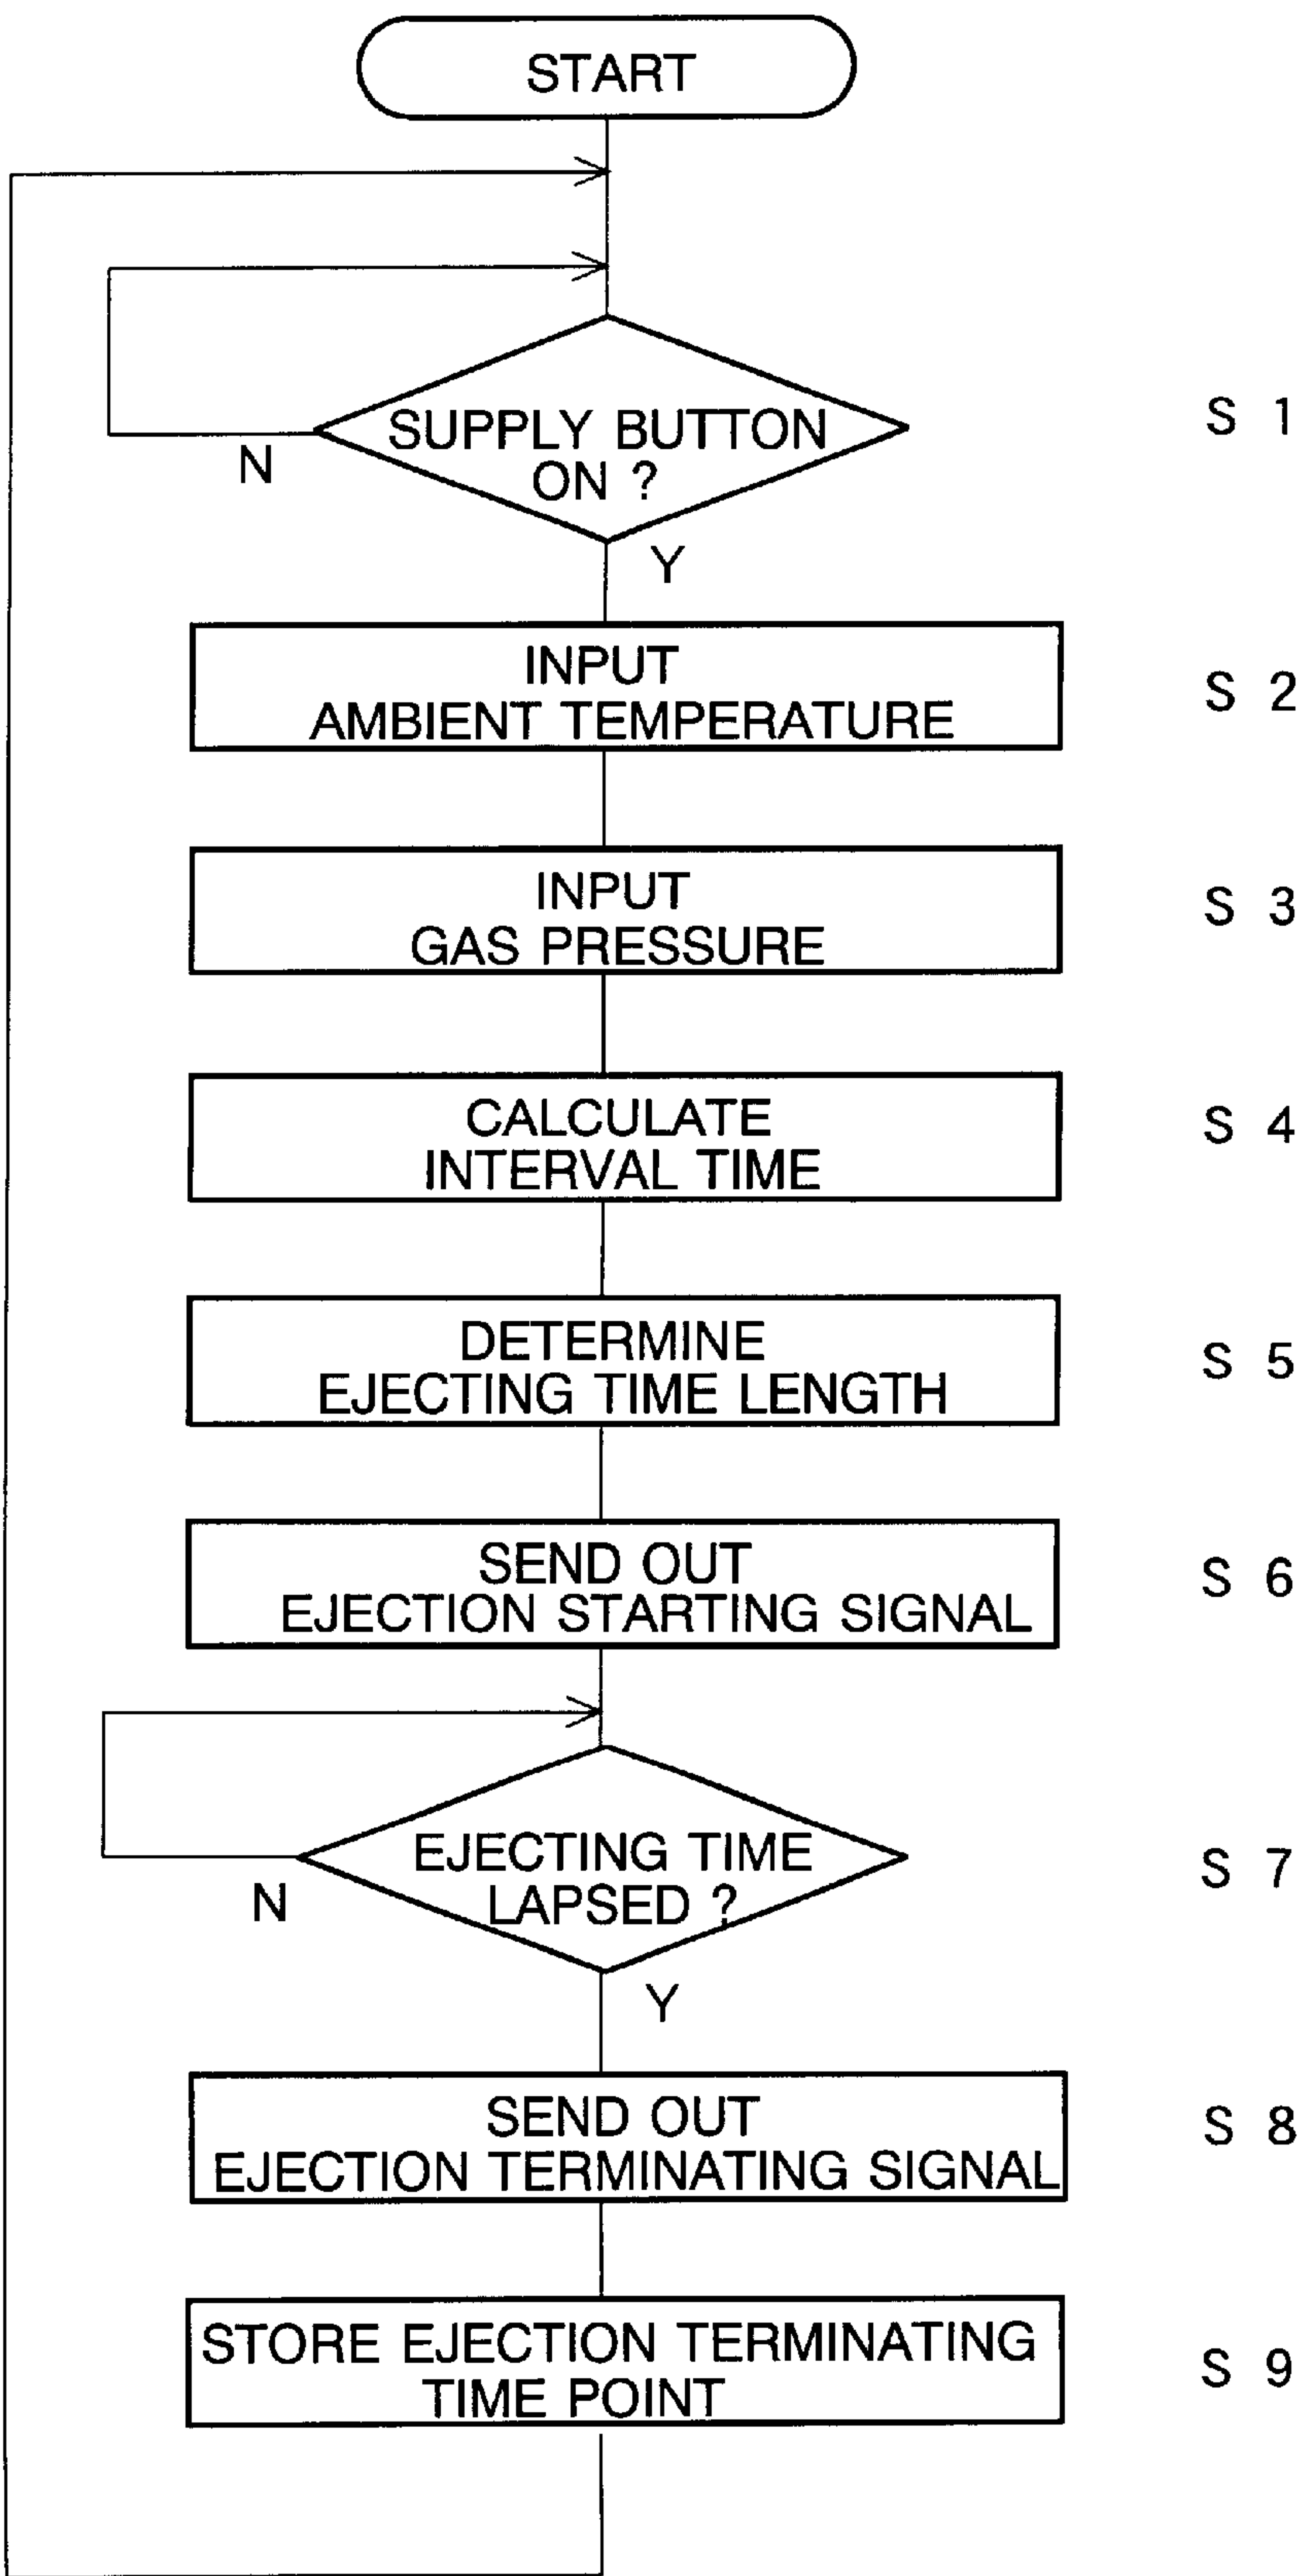 START
SUPPLY BUTTON
ON ?
S 1
N
Y
INPUT
AMBIENT TEMPERATURE
S 2
INPUT
GAS PRESSURE
S 3
CALCULATE
INTERVAL TIME
S 4
DETERMINE
EJECTING TIME LENGTH
S 5
SEND OUT
EJECTION STARTING SIGNAL
S 6
EJECTING TIME
LAPSED ?
S 7
N
Y
SEND OUT
EJECTION TERMINATING SIGNAL
S 8
STORE EJECTION TERMINATING
TIME POINT
S 9